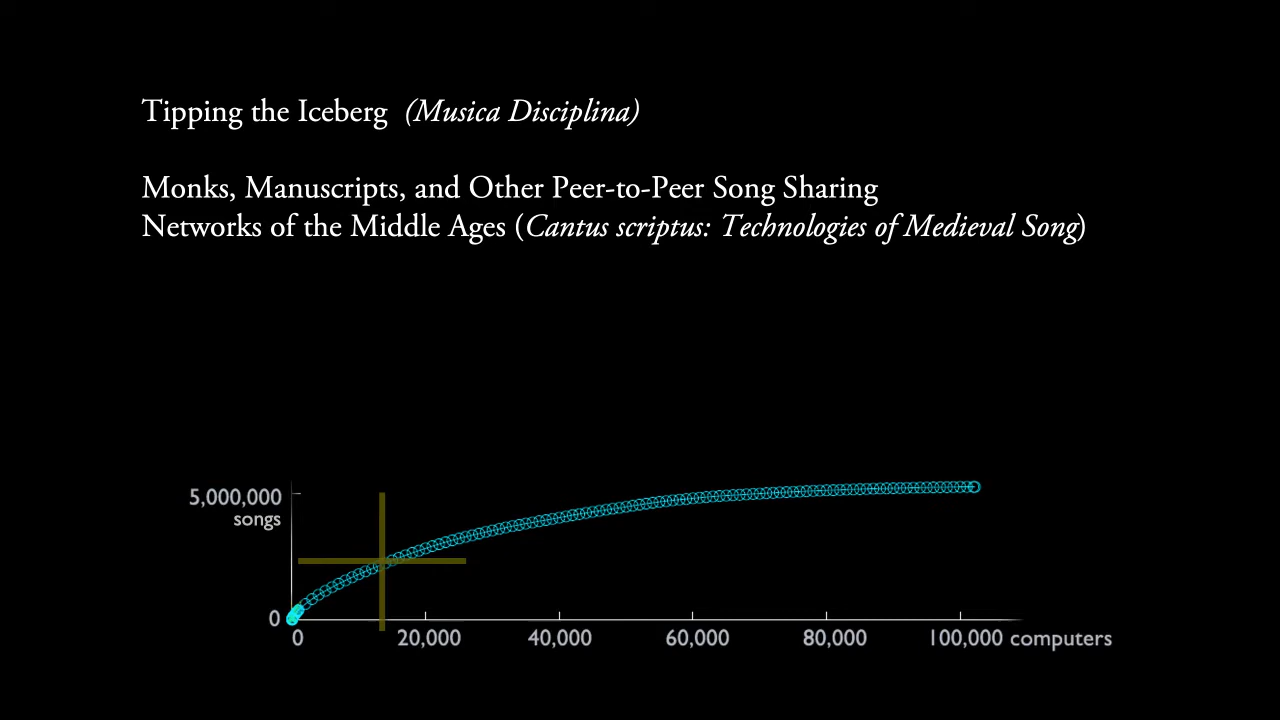 Tipping the Iceberg (Musica Disciplina)
Monks, Manuscripts, and Other Peer-to-Peer Song Sharing
Networks of the Middle Ages (Cantus scriptus: Technologies of Medieval Song)
5,000,000
songs
0
0 20,000 40,000 60,000 80,000 100,000 computers